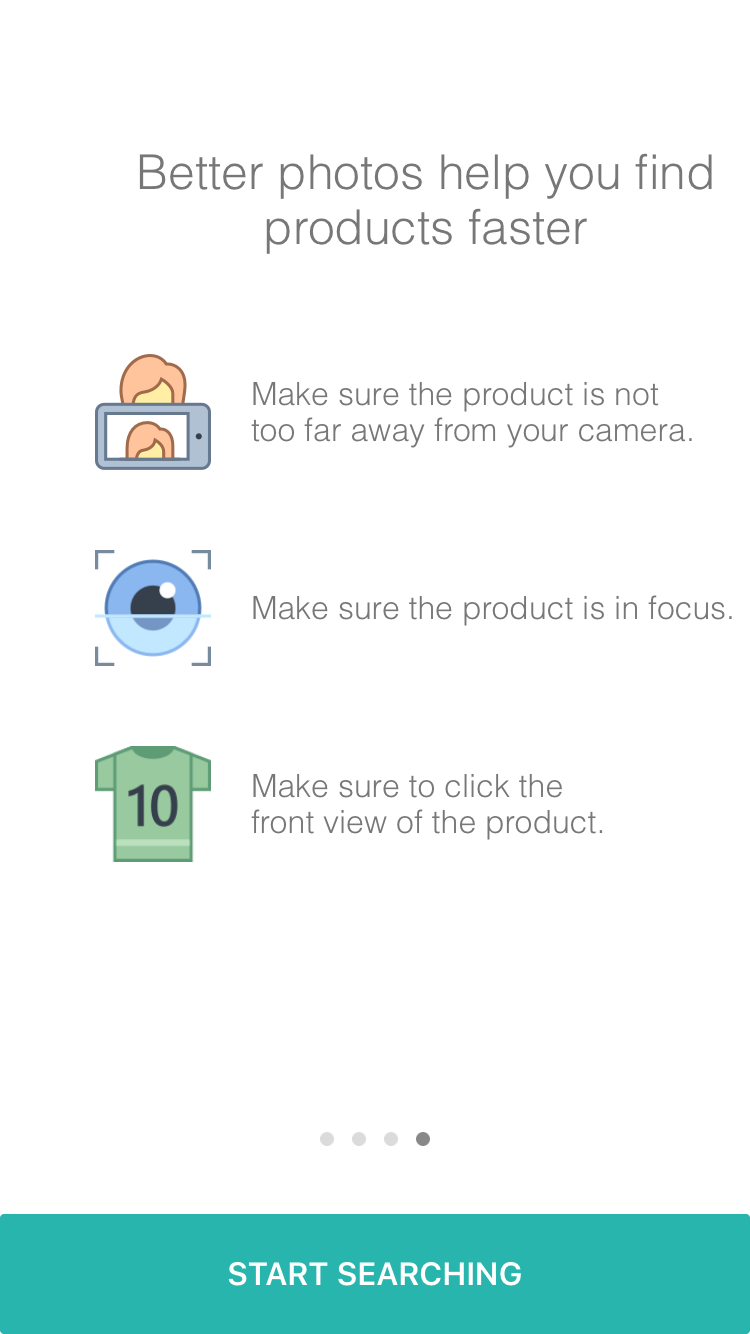 Better photos help you find
products faster
Make sure the product is not
too far away from your camera.
Make sure the product is in focus.
10
Make sure to click the
front view of the product.
START SEARCHING